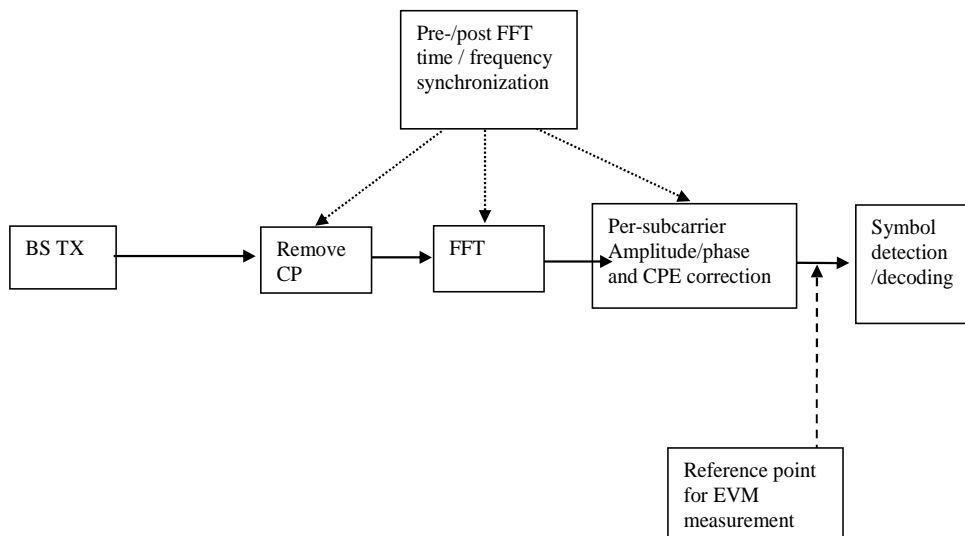 Pre-/post FFT
time / frequency
synchronization
BS TX
Remove
CP
FFT
Per-subcarrier
Amplitude/phase
and CPE correction
Symbol
detection
/decoding
Reference point
for EVM
measurement